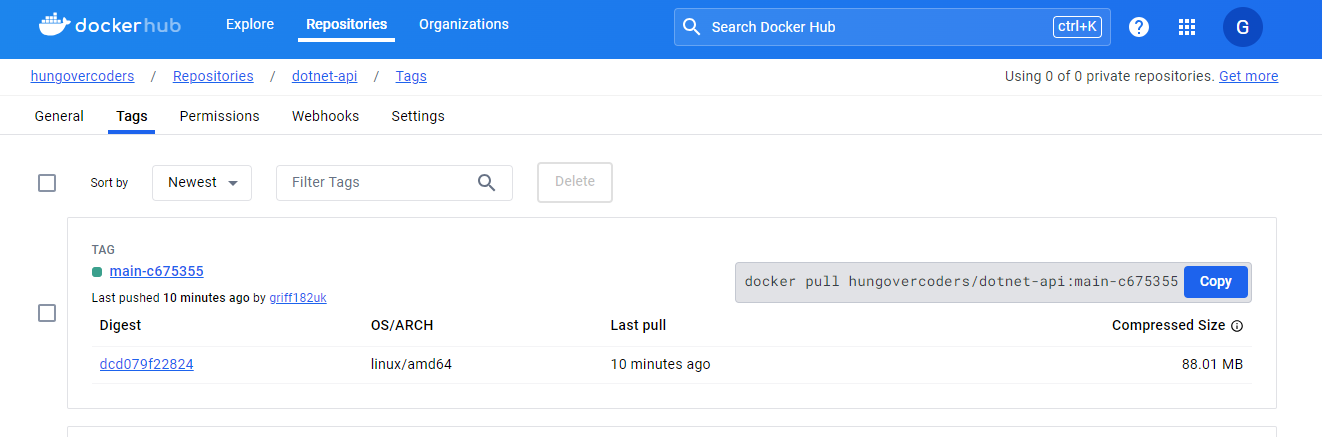 dockerhub Explore Repositories Organizations Search Docker Hub ctrl+K ? G
hungovercoders / Repositories / dotnet-api / Tags Using 0 of 0 private repositories. Get more
General Tags Permissions Webhooks Settings
Sort by Newest Filter Tags Delete
TAG
main-c675355
docker pull hungovercoders/dotnet-api:main-c675355 Copy
Last pushed 10 minutes ago by griff182uk
Digest OS/ARCH Last pull Compressed Size
dcd079f22824 linux/amd64 10 minutes ago 88.01 MB